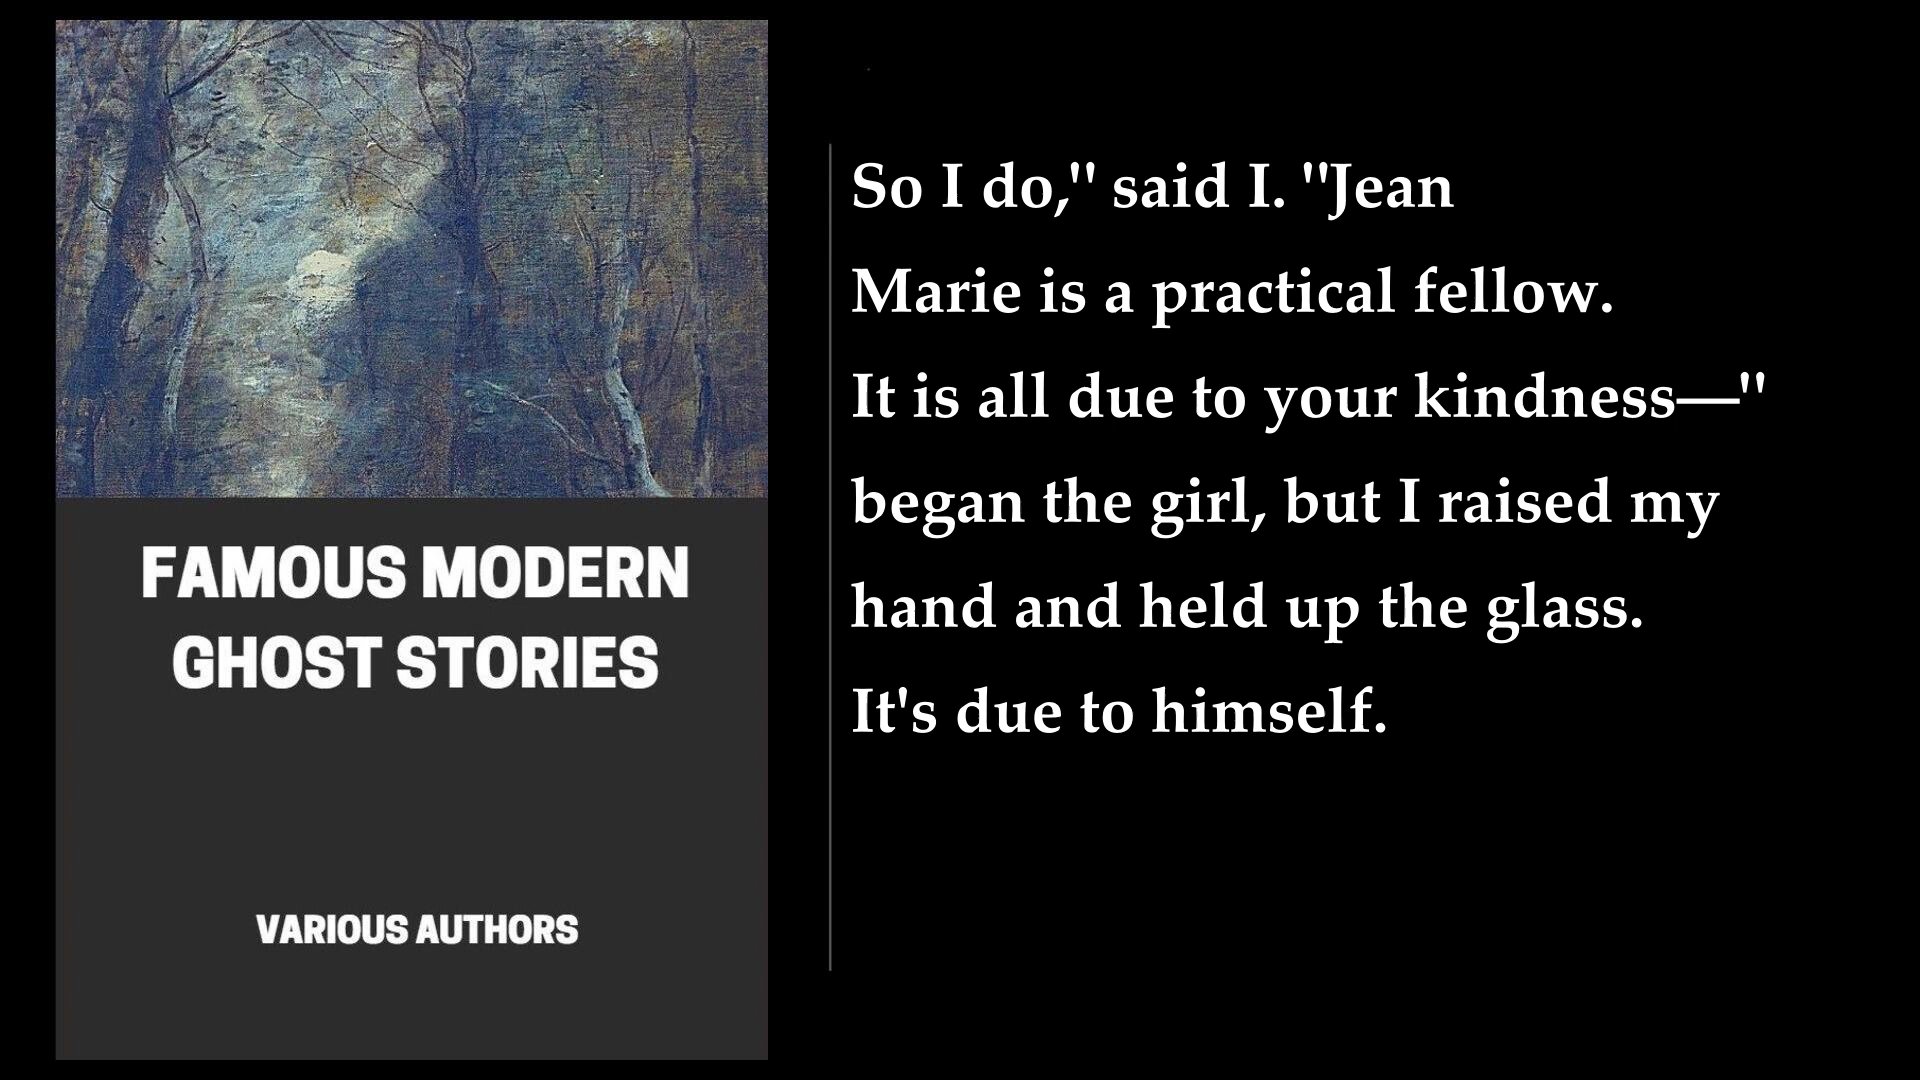 FAMOUS MODERN
GHOST STORIES
VARIOUS AUTHORS
So I do," said I. "Jean
Marie is a practical fellow.
It is all due to your kindness—"
began the girl, but I raised my
hand and held up the glass.
It's due to himself.